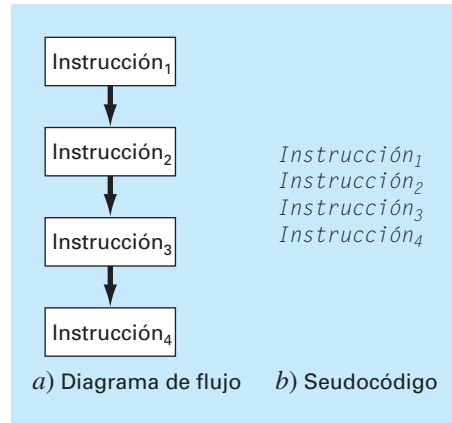 Instrucción₁
Instrucción₂
Instrucción₃
Instrucción₄
a) Diagrama de flujo
Instrucción₁
Instrucción₂
Instrucción₃
Instrucción₄
b) Seudocódigo